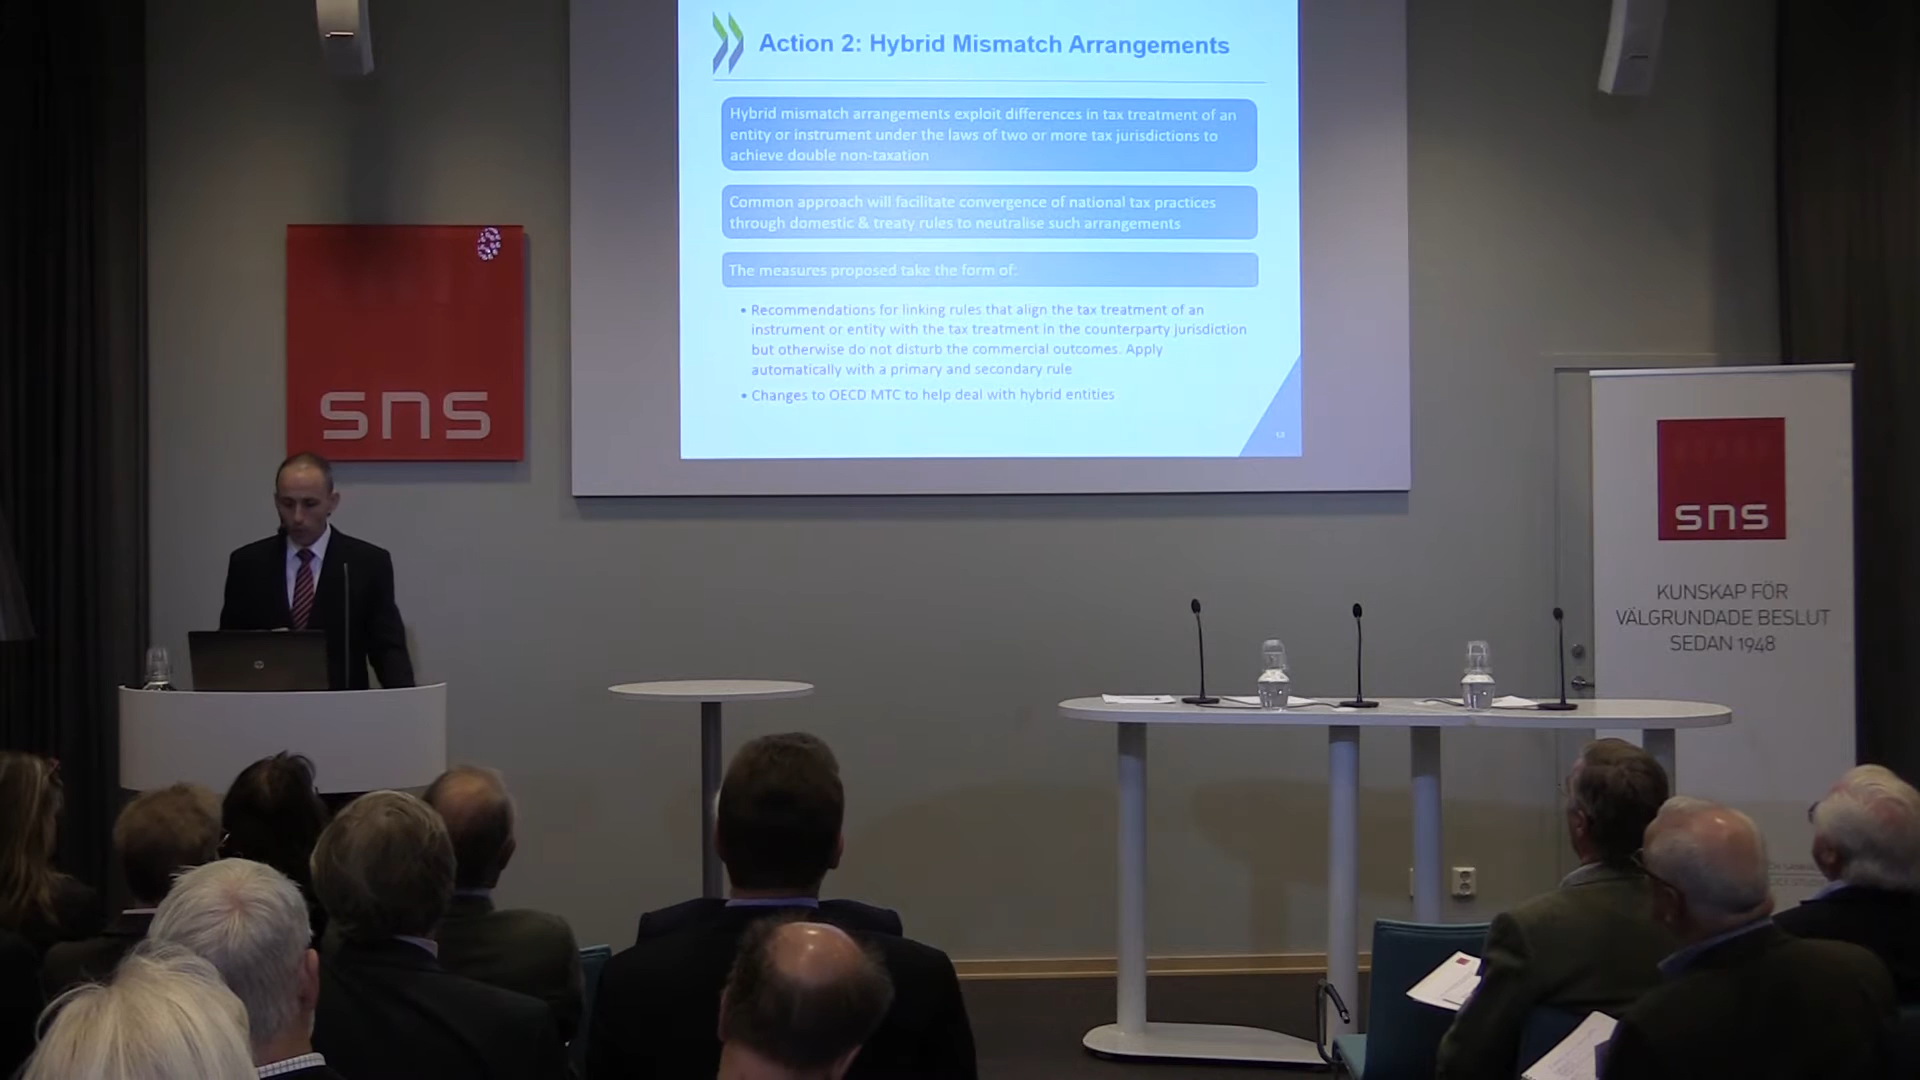 Action 2: Hybrid Mismatch Arrangements
Hybrid mismatch arrangements exploit differences in tax treatment of an
entity or instrument under the laws of two or more tax jurisdictions to
achieve double non-taxation
Common approach will facilitate convergence of national tax practices
through domestic & treaty rules to neutralise such arrangements
The measures proposed take the form of:
• Recommendations for linking rules that align the tax treatment of an
instrument or entity with the tax treatment in the counterparty jurisdiction
but otherwise do not disturb the commercial outcomes. Apply
automatically with a primary and secondary rule
• Changes to OECD MTC to help deal with hybrid entities
sns
sns
KUNSKAP FÖR
VÄLGRUNDADE BESLUT
SEDAN 1948
hp